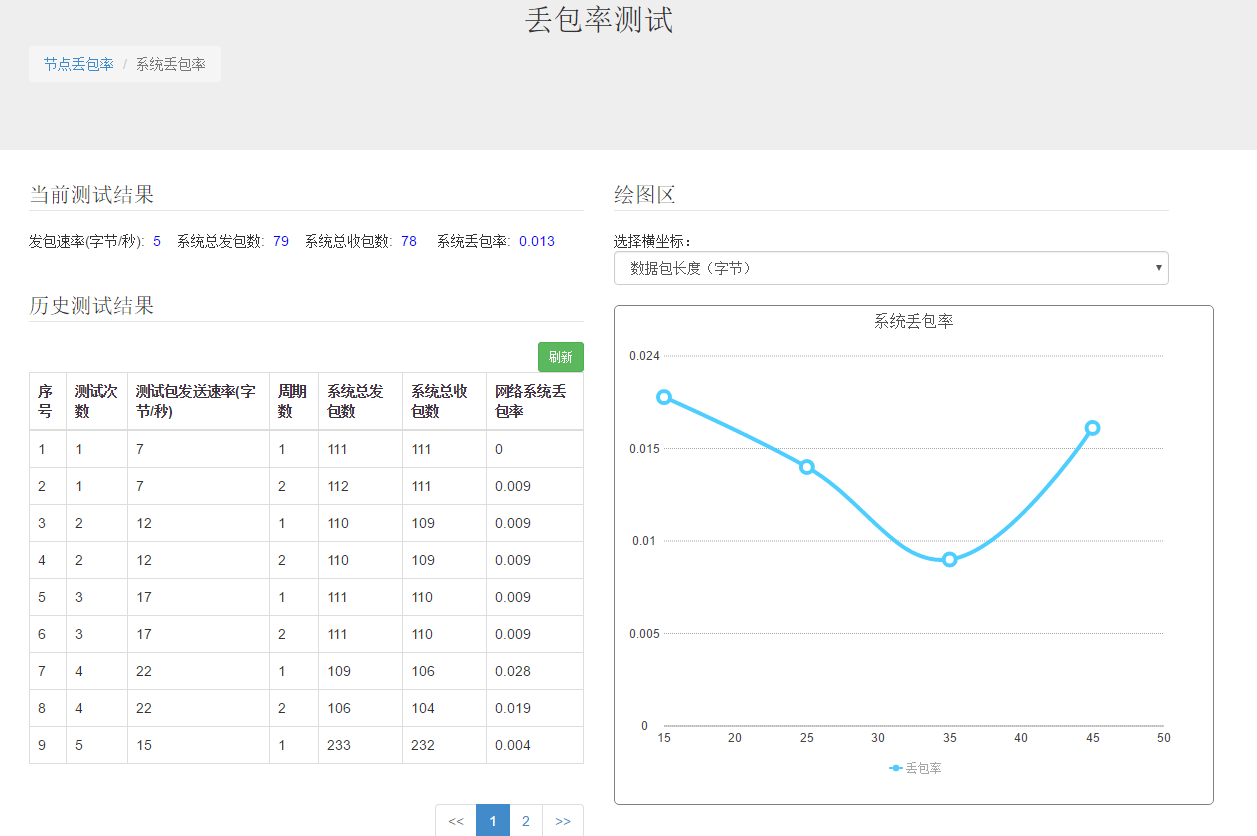 丢包率测试
节点丢包率 / 系统丢包率
当前测试结果
发包速率(字节/秒): 5 系统总发包数: 79 系统总收包数: 78 系统丢包率: 0.013
历史测试结果
刷新
序号 测试次数 测试包发送速率(字节/秒) 周期数 系统总发包数 系统总收包数 网络系统丢包率
1 1 7 1 111 111 0
2 1 7 2 112 111 0.009
3 2 12 1 110 109 0.009
4 2 12 2 110 109 0.009
5 3 17 1 111 110 0.009
6 3 17 2 111 110 0.009
7 4 22 1 109 106 0.028
8 4 22 2 106 104 0.019
9 5 15 1 233 232 0.004
<< 1 2 >>
绘图区
选择横坐标：
数据包长度（字节） ▼
系统丢包率
0.024
0.015
0.01
0.005
0
15 20 25 30 35 40 45 50
丢包率